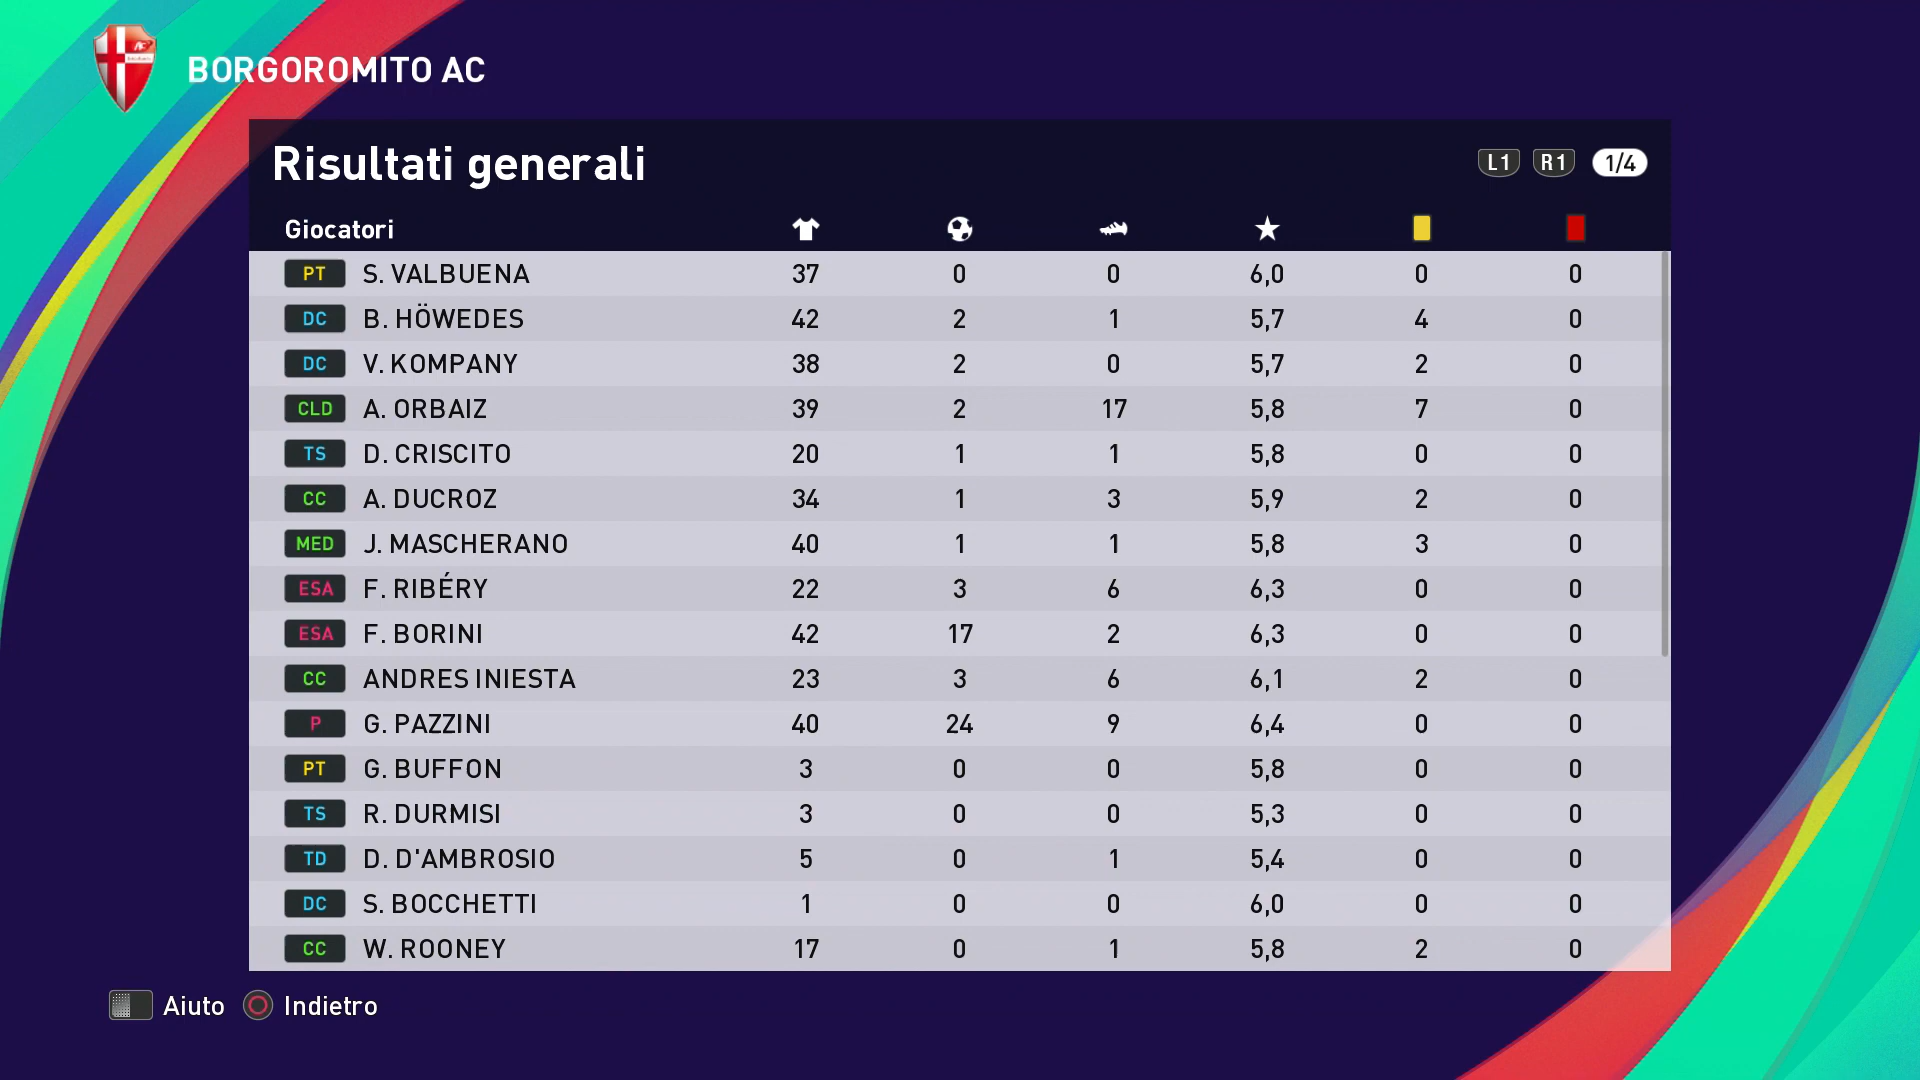 BORGOROMITO AC
Risultati generali L1 R1 1/4
Giocatori
PT S. VALBUENA 37 0 0 6,0 0 0
DC B. HÖWEDES 42 2 1 5,7 4 0
DC V. KOMPANY 38 2 0 5,7 2 0
CLD A. ORBAIZ 39 2 17 5,8 7 0
TS D. CRISCITO 20 1 1 5,8 0 0
CC A. DUCROZ 34 1 3 5,9 2 0
MED J. MASCHERANO 40 1 1 5,8 3 0
ESA F. RIBÉRY 22 3 6 6,3 0 0
ESA F. BORINI 42 17 2 6,3 0 0
CC ANDRES INIESTA 23 3 6 6,1 2 0
P G. PAZZINI 40 24 9 6,4 0 0
PT G. BUFFON 3 0 0 5,8 0 0
TS R. DURMISI 3 0 0 5,3 0 0
TD D. D'AMBROSIO 5 0 1 5,4 0 0
DC S. BOCCHETTI 1 0 0 6,0 0 0
CC W. ROONEY 17 0 1 5,8 2 0
Aiuto Indietro